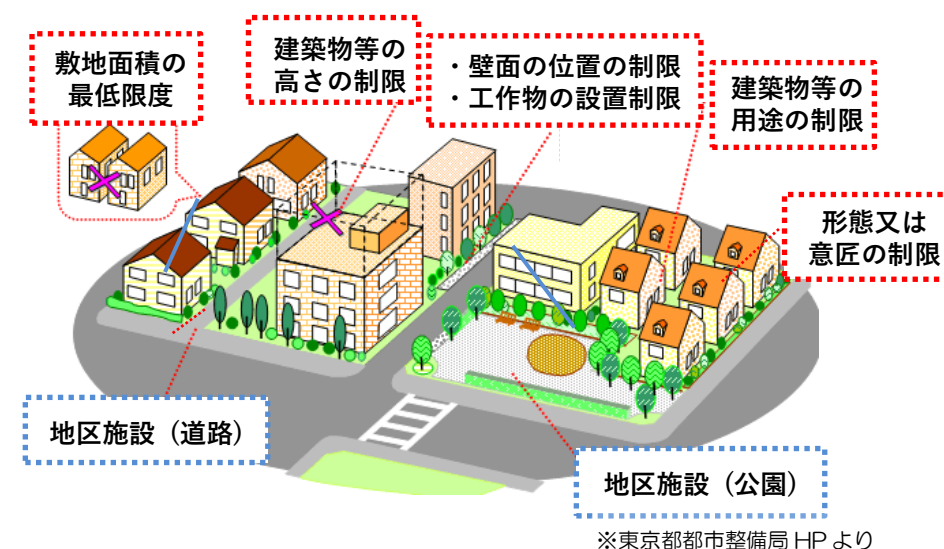 敷地面積の
最低限度
建築物等の
高さの制限
・壁面の位置の制限
・工作物の設置制限
建築物等の
用途の制限
形態又は
意匠の制限
地区施設（道路）
地区施設（公園）
※東京都都市整備局 HP より